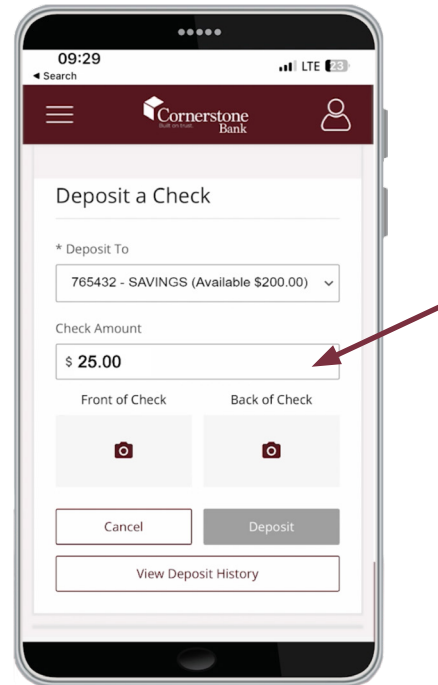 09:29
◀ Search
LTE 23
Cornerstone
Built on trust.
Bank
Deposit a Check
* Deposit To
765432 - SAVINGS (Available $200.00)
Check Amount
$ 25.00
Front of Check Back of Check
Cancel Deposit
View Deposit History